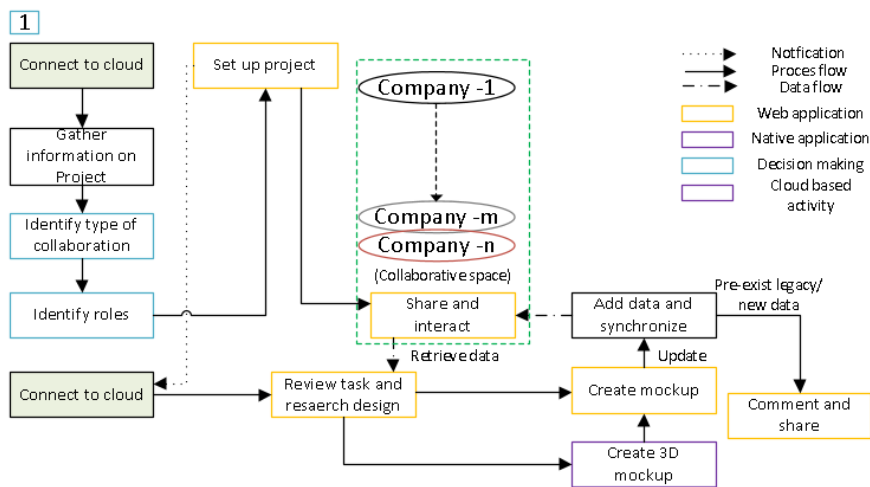 1
Connect to cloud
Set up project
Company -1
Notfication
Proces flow
Data flow
Web application
Native application
Decision making
Cloud based
activity
Gather
information on
Project
Identify type of
collaboration
Company -m
Company -n
(Collaborative space)
Identify roles
Share and
interact
Add data and
synchronize
Pre-exist legacy/
new data
Retrieve data
Update
Connect to cloud
Review task and
resaerch design
Create mockup
Comment and
share
Create 3D
mockup